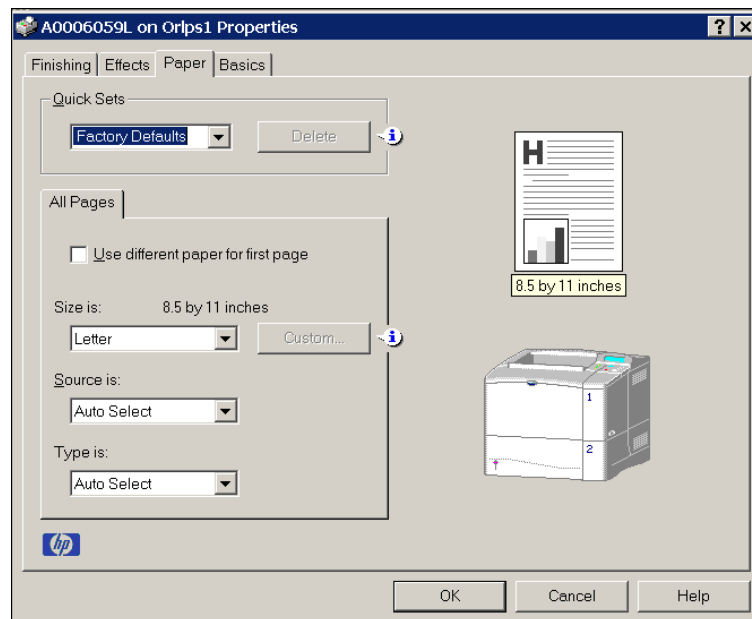 A0006059L on Orlps1 Properties
Finishing Effects Paper Basics
Quick Sets
Factory Defaults Delete
H
8.5 by 11 inches
All Pages
Use different paper for first page
Size is: 8.5 by 11 inches
Letter Custom...
Source is:
Auto Select
Type is:
Auto Select
1
2
hp
OK Cancel Help